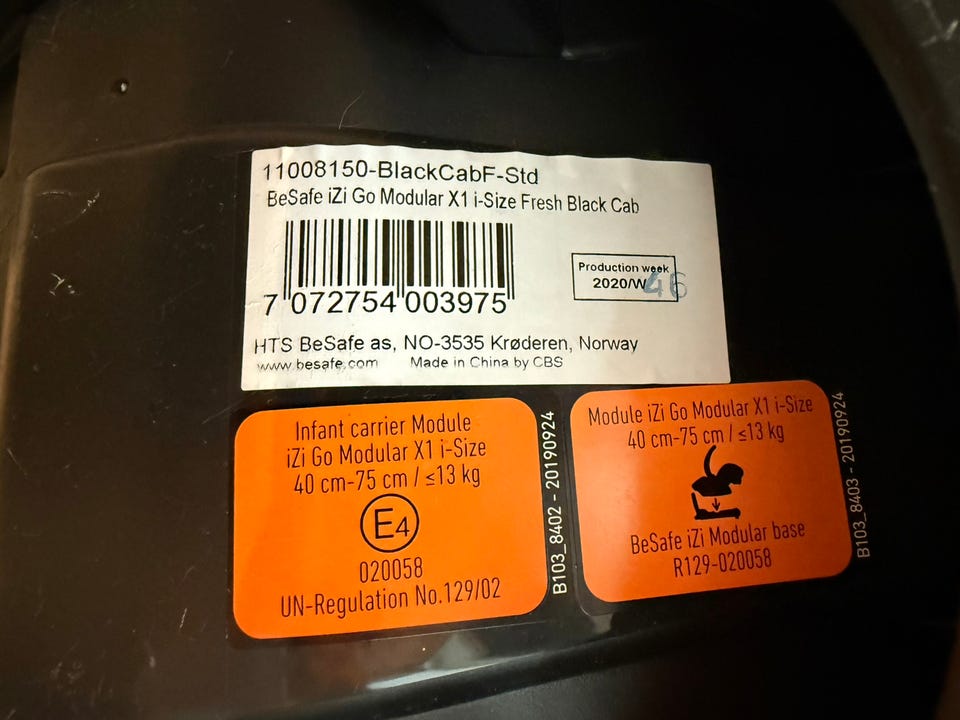 11008150-BlackCabF-Std
BeSafe iZi Go Modular X1 i-Size Fresh Black Cab
7 072754 003975
Production week
2020/W46
HTS BeSafe as, NO-3535 Krøderen, Norway
www.besafe.com Made in China by CBS
Infant carrier Module
iZi Go Modular X1 i-Size
40 cm-75 cm / ≤13 kg
E4
020058
UN-Regulation No.129/02
B103_8402 - 20190924
Module iZi Go Modular X1 i-Size
40 cm-75 cm / ≤13 kg
BeSafe iZi Modular base
R129-020058
B103_8403 - 20190924